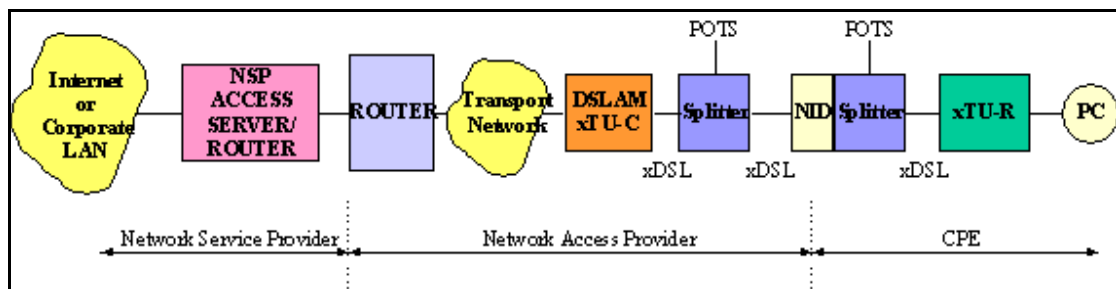 POTS
POTS
Internet
or
Corporate
LAN
NSP
ACCESS
SERVER/
ROUTER
ROUTER
Transport
Network
DSLAM
xTU-C
Splitter
NID
Splitter
xTU-R
PC
xDSL
xDSL
xDSL
Network Service Provider
Network Access Provider
CPE